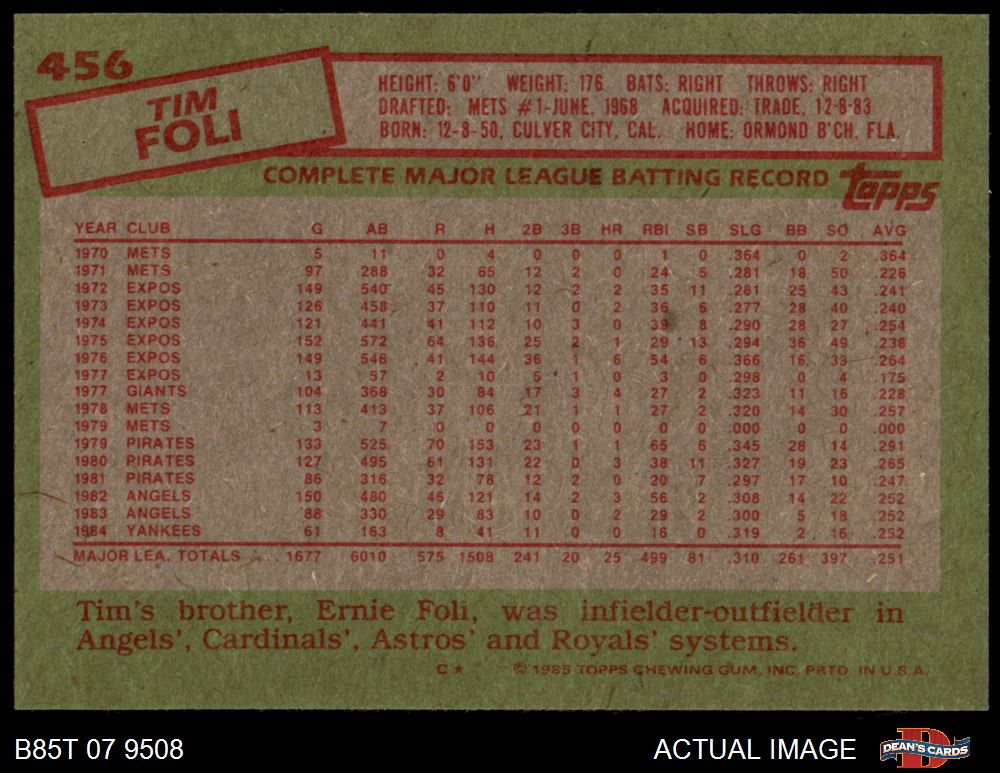 456
TIM
FOLI
HEIGHT: 6'0" WEIGHT: 176 BATS: RIGHT THROWS: RIGHT
DRAFTED: METS #1-JUNE, 1968 ACQUIRED: TRADE, 12-8-83
BORN: 12-8-50, CULVER CITY, CAL. HOME: ORMOND B'CH, FLA.
COMPLETE MAJOR LEAGUE BATTING RECORD topps
YEAR CLUB G AB R H 2B 3B HR RBI SB SLG BB SO AVG
1970 METS 5 11 0 4 0 0 0 1 0 .364 0 2 .364
1971 METS 97 288 32 65 12 2 0 24 5 .281 18 50 .226
1972 EXPOS 149 540 45 130 12 2 2 35 11 .281 25 43 .241
1973 EXPOS 126 458 37 110 11 0 2 36 6 .277 28 40 .240
1974 EXPOS 121 441 41 112 10 3 0 39 8 .290 28 27 .254
1975 EXPOS 152 572 64 136 25 2 1 29 13 .294 36 49 .238
1976 EXPOS 149 546 41 144 36 1 6 54 6 .366 16 33 .264
1977 EXPOS 13 57 2 10 5 1 0 3 0 .298 0 4 .175
1977 GIANTS 104 368 30 84 17 3 4 27 2 .323 11 16 .228
1978 METS 113 413 37 106 21 1 1 27 2 .320 14 30 .257
1979 METS 3 7 0 0 0 0 0 0 0 .000 0 0 .000
1979 PIRATES 133 525 70 153 23 1 1 65 6 .345 28 14 .291
1980 PIRATES 127 495 61 131 22 0 3 38 11 .327 19 23 .265
1981 PIRATES 86 316 32 78 12 2 0 20 7 .297 17 10 .247
1982 ANGELS 150 480 46 121 14 2 3 56 2 .308 14 22 .252
1983 ANGELS 88 330 29 83 10 0 2 29 2 .300 5 18 .252
1984 YANKEES 61 163 8 41 11 0 0 16 0 .319 2 16 .252
MAJOR LEA. TOTALS 1677 6010 575 1508 241 20 25 499 81 .310 261 397 .251
Tim's brother, Ernie Foli, was infielder-outfielder in
Angels', Cardinals', Astros' and Royals' systems.
C* © 1985 TOPPS CHEWING GUM, INC. PRTD. IN U.S.A.
B85T 07 9508 ACTUAL IMAGE D DEAN'S CARDS